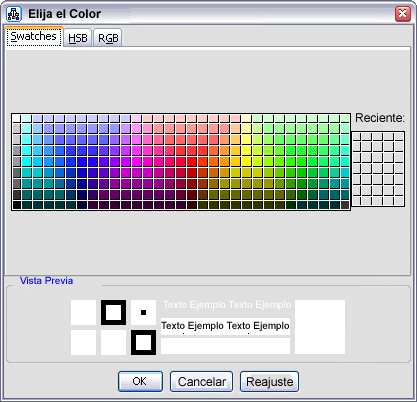 Elija el Color
Swatches HSB RGB
Reciente:
Vista Previa
Texto Ejemplo Texto Ejemplo
Texto Ejemplo Texto Ejemplo
OK Cancelar Reajuste